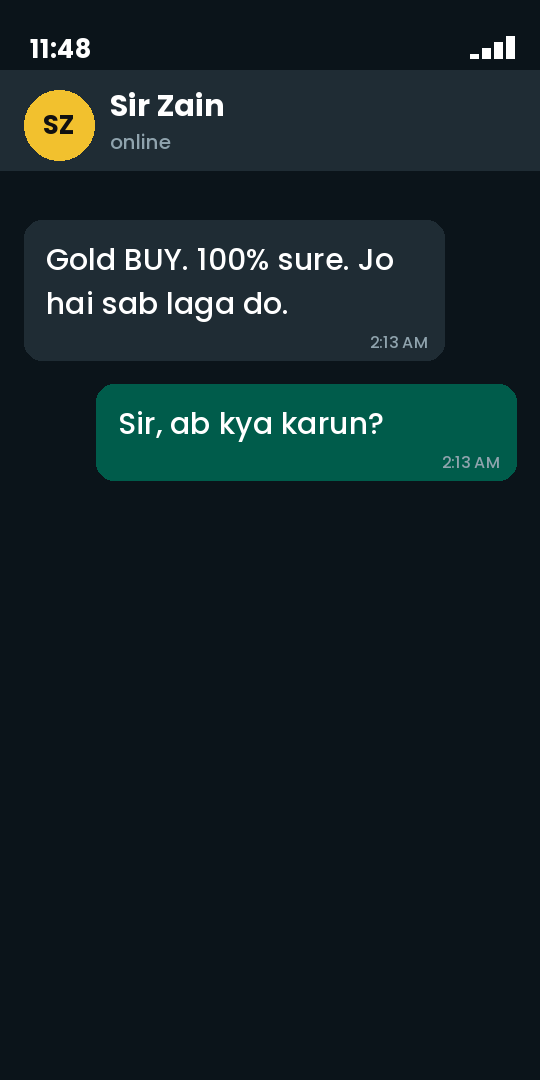 11:48
SZ
Sir Zain
online
Gold BUY. 100% sure. Jo
hai sab laga do.
2:13 AM
Sir, ab kya karun?
2:13 AM